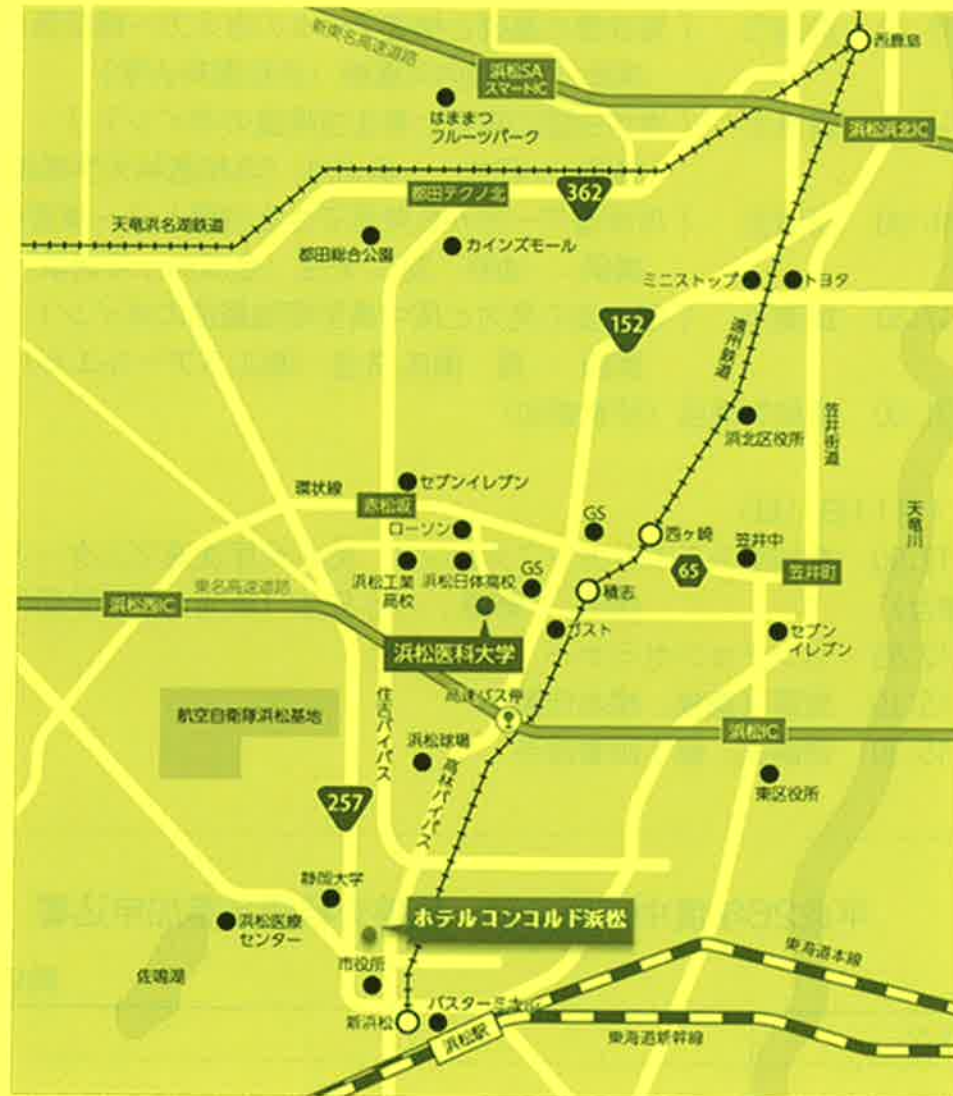 新東名高速道路
西鹿島
浜松SA
スマートIC
はままつ
フルーツパーク
浜松浜北IC
362
都田テクノ北
天竜浜名湖鉄道
都田総合公園
カインズモール
ミニストップ
トヨタ
152
遠州鉄道
浜北区役所
笠井街道
天竜川
セブンイレブン
環状線
赤松坂
ローソン
GS
西ヶ崎
笠井中
65
笠井町
浜松工業
高校
浜松日体高校
GS
積志
東名高速道路
浜松西IC
ガスト
セブン
イレブン
浜松医科大学
高速バス停
住吉バイパス
航空自衛隊浜松基地
浜松球場
浜松IC
高林バイパス
東区役所
257
静岡大学
ホテルコンコルド浜松
浜松医療
センター
市役所
佐鳴湖
東海道本線
新浜松
バスターミナル
浜松駅
東海道新幹線